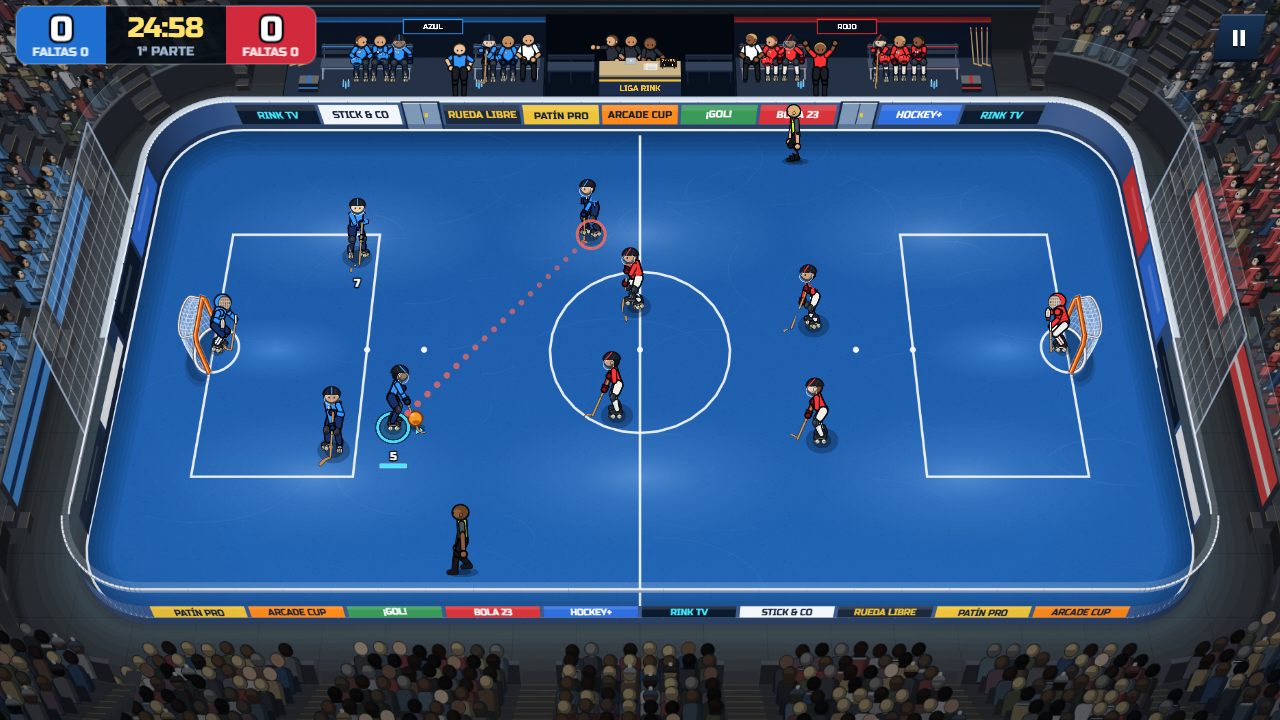 0
FALTAS 0
24:58
1ª PARTE
0
FALTAS 0
AZUL
ROJO
LIGA RINK
RINK TV
STICK & CO
RUEDA LIBRE
PATÍN PRO
ARCADE CUP
¡GOL!
HOCKEY+
RINK TV
7
5
PATÍN PRO
ARCADE CUP
¡GOL!
BOLA 23
HOCKEY+
RINK TV
STICK & CO
RUEDA LIBRE
PATÍN PRO
ARCADE CUP